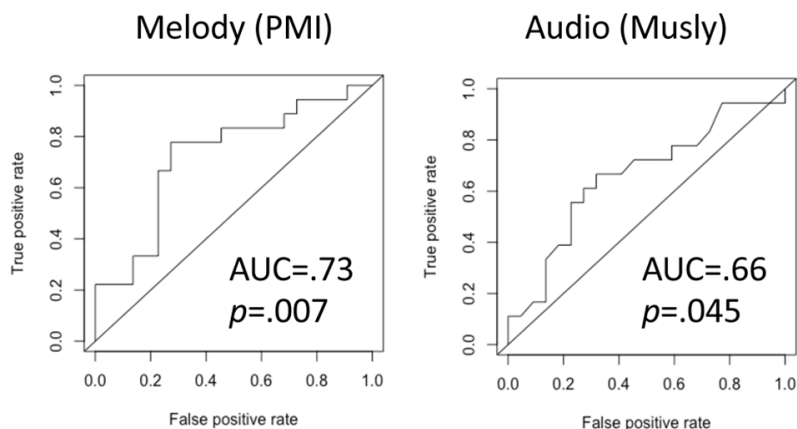 Melody (PMI)
True positive rate
1.0
0.8
0.6
0.4
0.2
0.0
AUC=.73
p=.007
0.0 0.2 0.4 0.6 0.8 1.0
False positive rate
Audio (Musly)
True positive rate
1.0
0.8
0.6
0.4
0.2
0.0
AUC=.66
p=.045
0.0 0.2 0.4 0.6 0.8 1.0
False positive rate